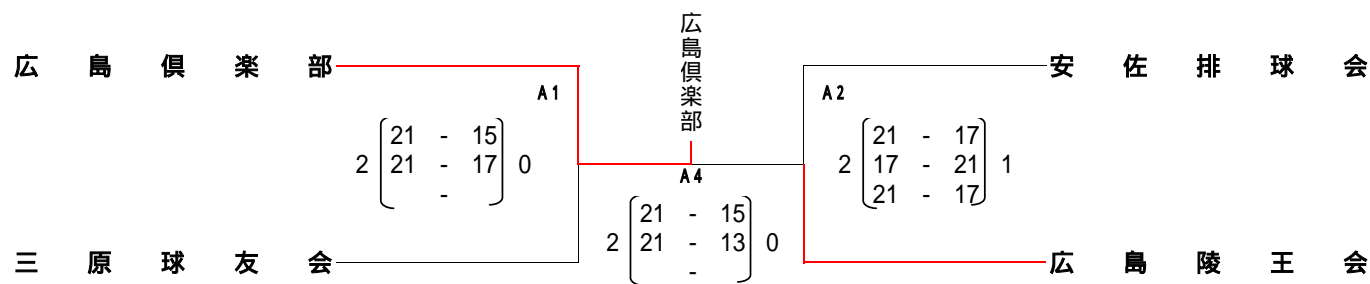 広島倶楽部
広島倶楽部
安佐排球会
A1
A2
21 - 15
2 21 - 17 0
-
21 - 17
2 17 - 21 1
21 - 17
A4
21 - 15
2 21 - 13 0
-
三原球友会
広島陵王会